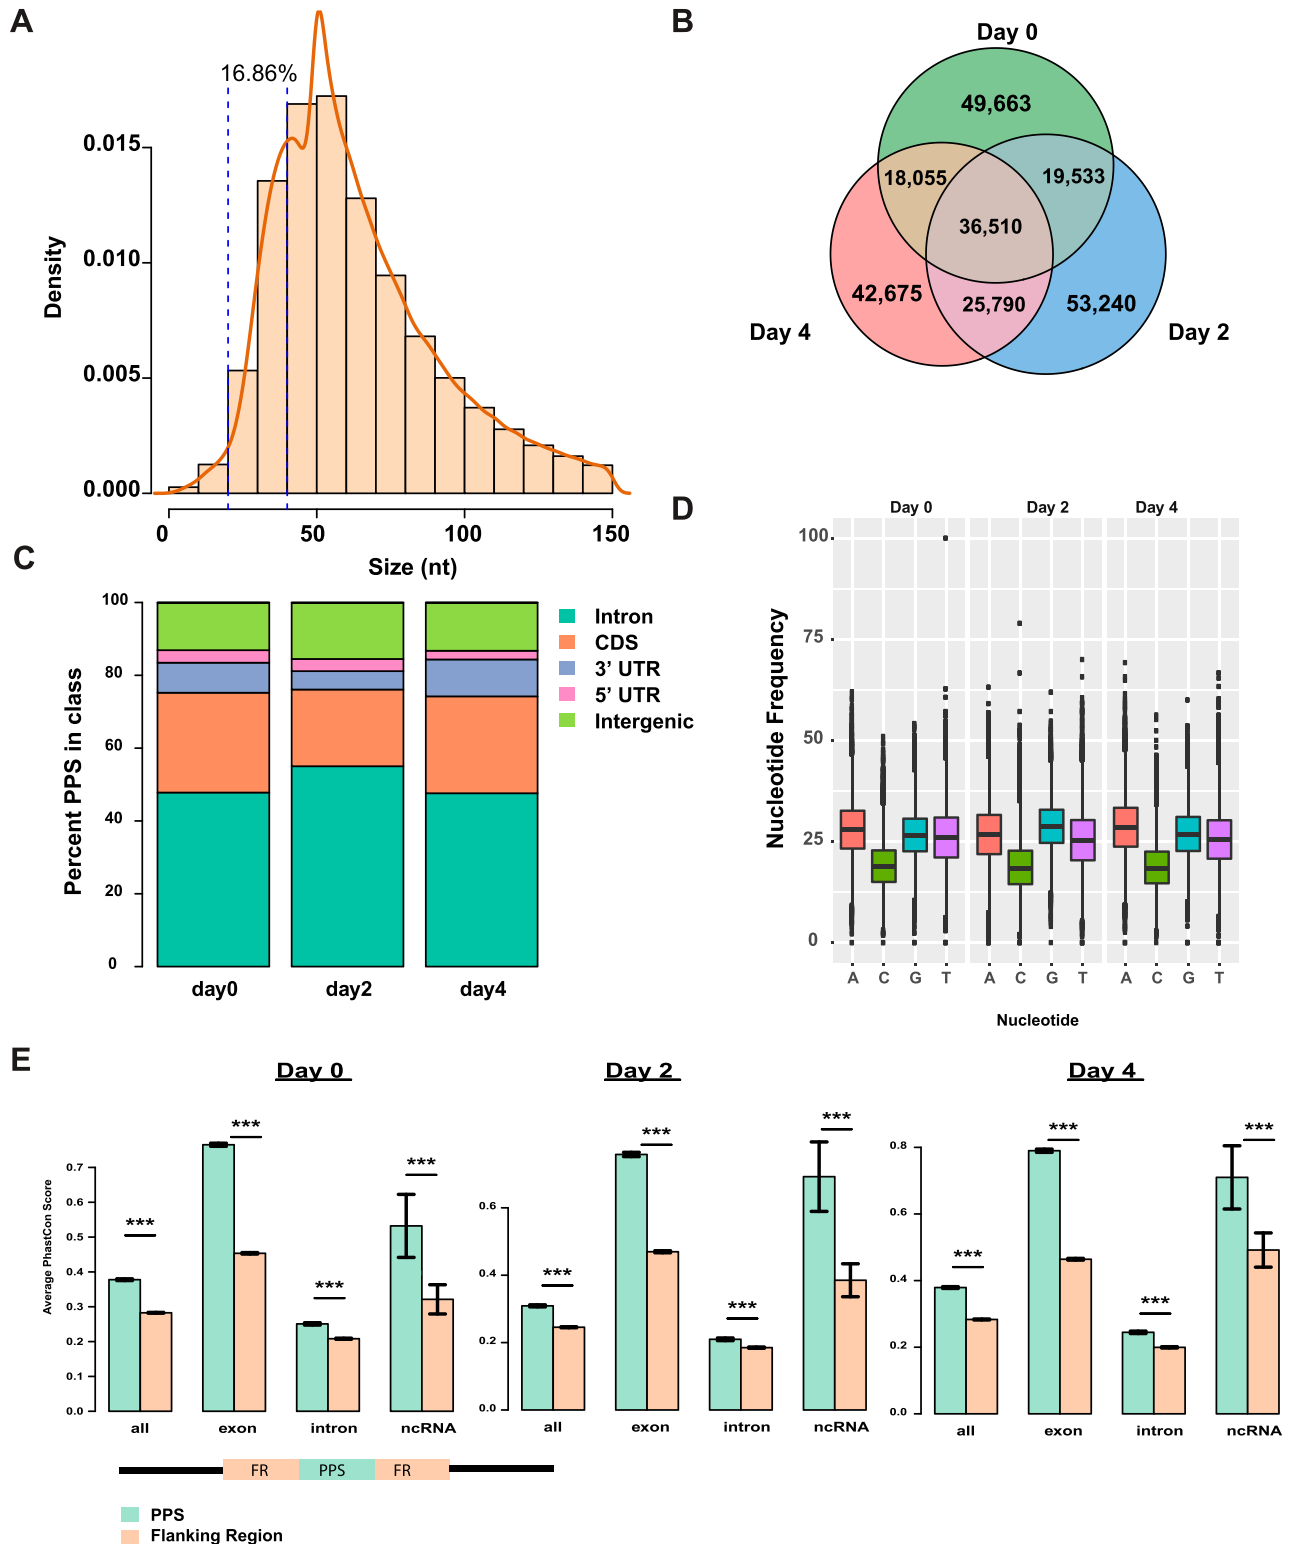 A
16.86%
0.015
0.010
0.005
0.000
Density
0
50
100
150
Size (nt)
B
Day 0
49,663
18,055
19,533
36,510
42,675
25,790
53,240
Day 4
Day 2
C
100
80
60
40
20
0
Percent PPS in class
day0
day2
day4
Intron
CDS
3’ UTR
5’ UTR
Intergenic
D
Day 0
Day 2
Day 4
100
75
50
25
0
Nucleotide Frequency
A C G T A C G T A C G T
Nucleotide
E
Day 0
Day 2
Day 4
Average PhastCon Score
0.7
0.6
0.5
0.4
0.3
0.2
0.1
0.0
***
***
***
***
all exon intron ncRNA
0.6
0.4
0.2
0.0
***
***
***
***
all exon intron ncRNA
0.8
0.6
0.4
0.2
0.0
***
***
***
***
all exon intron ncRNA
FR PPS FR
PPS
Flanking Region